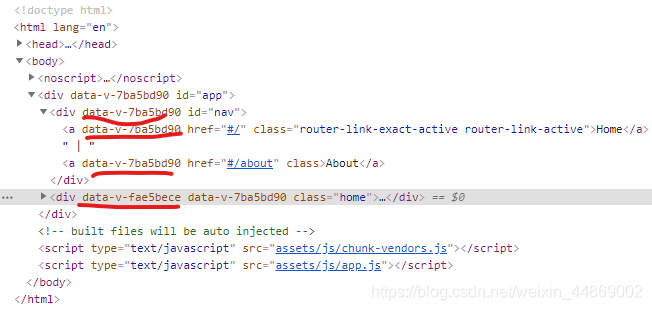 <!doctype html>
<html lang="en">
<head>…</head>
<body>
<noscript>…</noscript>
<div data-v-7ba5bd90 id="app">
<div data-v-7ba5bd90 id="nav">
<a data-v-7ba5bd90 href="#/" class="router-link-exact-active router-link-active">Home</a>
" | "
<a data-v-7ba5bd90 href="#/about" class>About</a>
</div>
<div data-v-fae5bece data-v-7ba5bd90 class="home">…</div> == $0
</div>
<!-- built files will be auto injected -->
<script type="text/javascript" src="assets/js/chunk-vendors.js"></script>
<script type="text/javascript" src="assets/js/app.js"></script>
</body>
</html>
https://blog.csdn.net/weixin_44869002